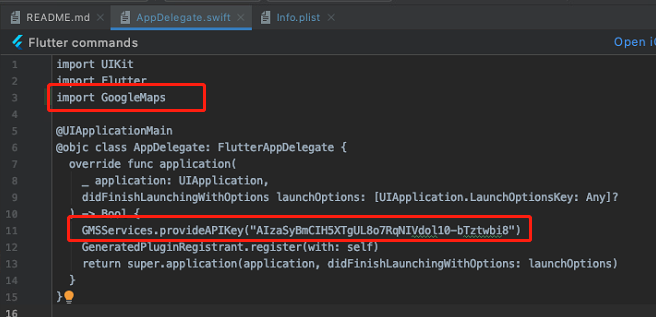 README.md × AppDelegate.swift × Info.plist ×
Flutter commands Open i
1 import UIKit
2 import Flutter
3 import GoogleMaps
4
5 @UIApplicationMain
6 @objc class AppDelegate: FlutterAppDelegate {
7 override func application(
8 _ application: UIApplication,
9 didFinishLaunchingWithOptions launchOptions: [UIApplication.LaunchOptionsKey: Any]?
10 ) -> Bool {
11 GMSServices.provideAPIKey("AIzaSyBmCIH5XTgUL8o7RqNIVdol10-bTztwbi8")
12 GeneratedPluginRegistrant.register(with: self)
13 return super.application(application, didFinishLaunchingWithOptions: launchOptions)
14 }
15 }
16